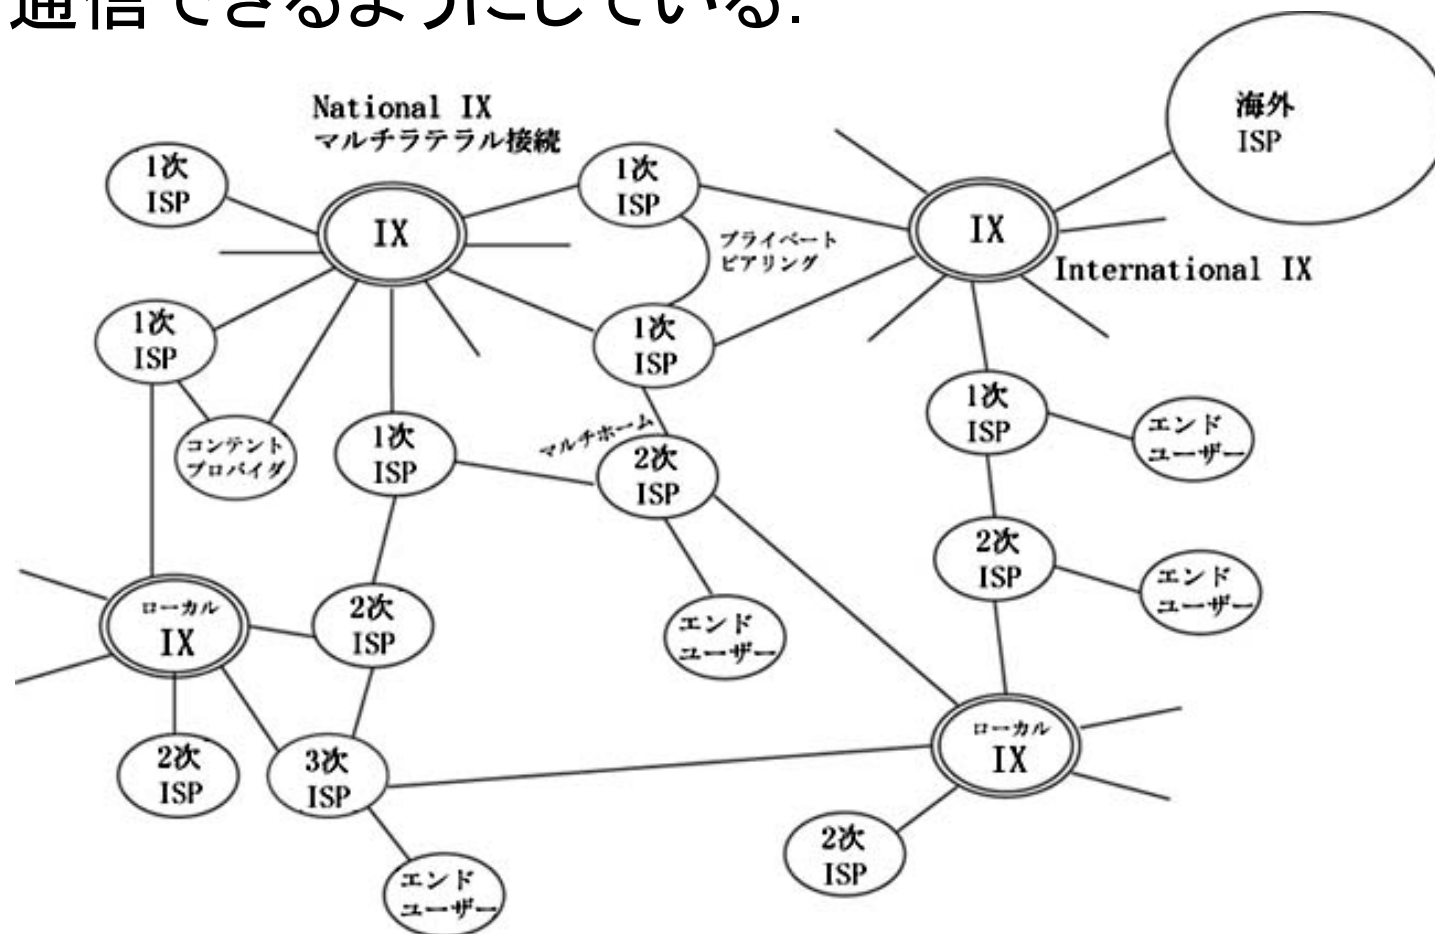 通信できるようにしている.
National IX
マルチラテラル接続
海外
ISP
1次
ISP
IX
1次
ISP
プライベート
ピアリング
IX
International IX
1次
ISP
1次
ISP
コンテント
プロバイダ
1次
ISP
マルチホーム
2次
ISP
1次
ISP
エンド
ユーザー
2次
ISP
エンド
ユーザー
ローカル
IX
2次
ISP
エンド
ユーザー
2次
ISP
3次
ISP
ローカル
IX
エンド
ユーザー
2次
ISP